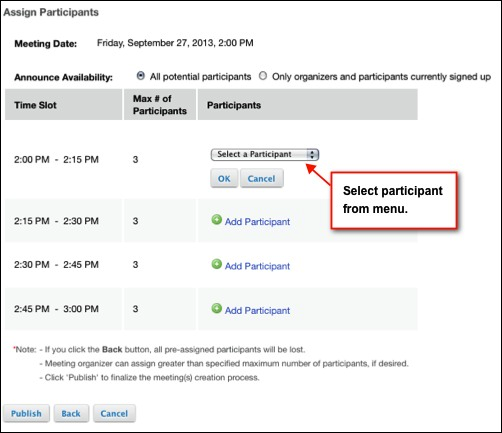 Assign Participants
Meeting Date: Friday, September 27, 2013, 2:00 PM
Announce Availability: All potential participants Only organizers and participants currently signed up
Time Slot Max # of Participants Participants
2:00 PM - 2:15 PM 3 Select a Participant
OK Cancel
Select participant
from menu.
2:15 PM - 2:30 PM 3 Add Participant
2:30 PM - 2:45 PM 3 Add Participant
2:45 PM - 3:00 PM 3 Add Participant
*Note: - If you click the Back button, all pre-assigned participants will be lost.
- Meeting organizer can assign greater than specified maximum number of participants, if desired.
- Click 'Publish' to finalize the meeting(s) creation process.
Publish Back Cancel